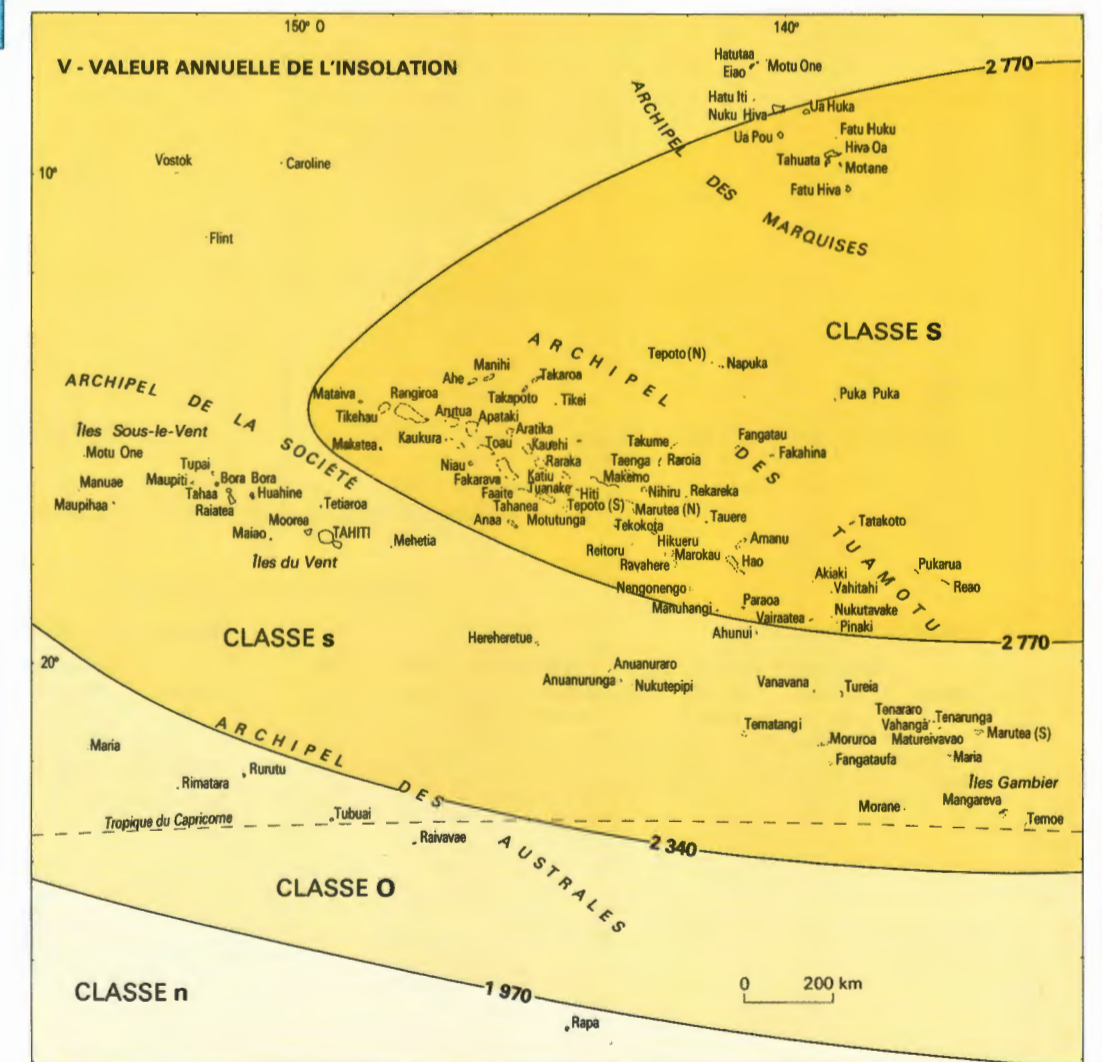 150° O
140°
V - VALEUR ANNUELLE DE L'INSOLATION
Hatutaa
Eiao
Motu One
2 770
Hatu Iti
Nuku Hiva
Ua Huka
ARCHIPEL
DES
MARQUISES
Ua Pou
Fatu Huku
Hiva Oa
Tahuata
Motane
Fatu Hiva
Vostok
Caroline
10°
Flint
CLASSE S
ARCHIPEL
DES
TUAMOTU
Tepoto (N)
Napuka
Puka Puka
Manihi
Ahe
Takaroa
Takapoto
Tikei
Mataiva
Rangiroa
Tikehau
Arutua
Apataki
Aratika
Makatea
Kaukura
Toau
Kauehi
Niau
Raraka
Fakarava
Katiu
Tuanake
Hiti
Makemo
Faaite
Tahanea
Tepoto (S)
Anaa
Motutunga
Takume
Taenga
Raroia
Fangatau
Fakahina
Nihiru
Rekareka
Marutea (N)
Tauere
Tekokota
Hikueru
Amanu
Reitoru
Marokau
Hao
Ravahere
Nengonengo
Manuhangi
Paraoa
Vairaatea
Ahunui
Tatakoto
Pukarua
Reao
Akiaki
Vahitahi
Nukutavake
Pinaki
2 770
ARCHIPEL
DE
LA
SOCIÉTÉ
Îles Sous-le-Vent
Motu One
Tupai
Manuae
Maupiti
Bora Bora
Maupihaa
Tahaa
Huahine
Raiatea
Tetiaroa
Moorea
Maiao
TAHITI
Mehetia
Îles du Vent
CLASSE s
Hereheretue
20°
Anuanuraro
Anuanurunga
Nukutepipi
Vanavana
Tureia
Tematangi
Tenararo
Vahanga
Tenarunga
Moruroa
Matureivavao
Marutea (S)
Fangataufa
Maria
Îles Gambier
Morane
Mangareva
Temoe
ARCHIPEL
DES
AUSTRALES
Maria
Rurutu
Rimatara
Tropique du Capricorne
Tubuai
Raivavae
2 340
CLASSE O
CLASSE n
1 970
0
200 km
Rapa